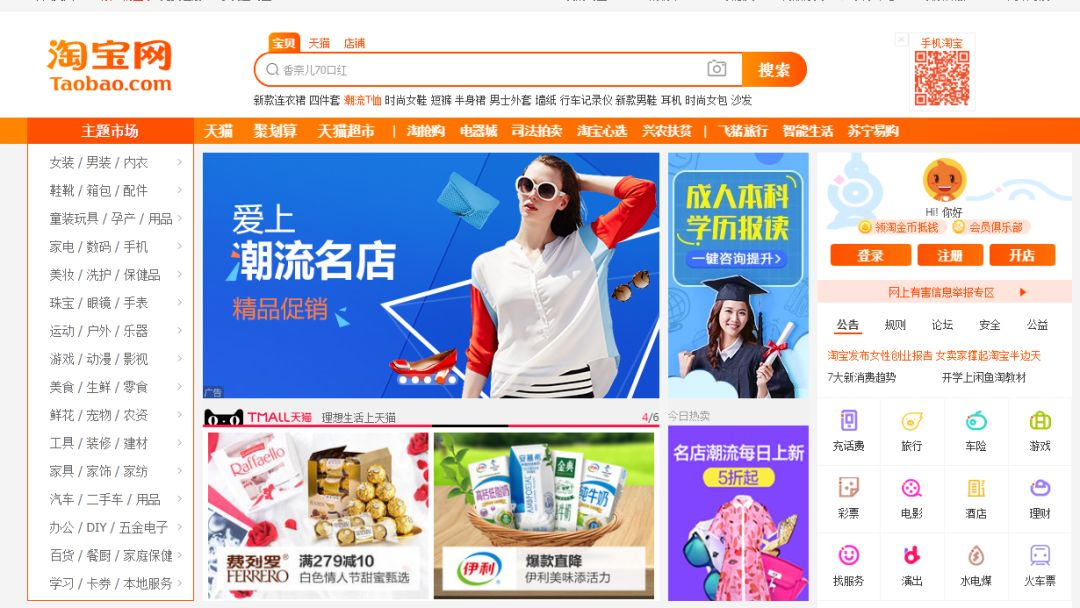 淘宝网
Taobao.com
宝贝 天猫 店铺
香奈儿70口红
搜索
新款连衣裙 四件套 潮流T恤 时尚女鞋 短裤 半身裙 男士外套 墙纸 行车记录仪 新款男鞋 耳机 时尚女包 沙发
手机淘宝
主题市场
天猫 聚划算 天猫超市 | 淘抢购 电器城 司法拍卖 淘宝心选 兴农扶贫 | 飞猪旅行 智能生活 苏宁易购
女装 / 男装 / 内衣
鞋靴 / 箱包 / 配件
童装玩具 / 孕产 / 用品
家电 / 数码 / 手机
美妆 / 洗护 / 保健品
珠宝 / 眼镜 / 手表
运动 / 户外 / 乐器
游戏 / 动漫 / 影视
美食 / 生鲜 / 零食
鲜花 / 宠物 / 农资
工具 / 装修 / 建材
家具 / 家饰 / 家纺
汽车 / 二手车 / 用品
办公 / DIY / 五金电子
百货 / 餐厨 / 家庭保健
学习 / 卡券 / 本地服务
爱上
潮流名店
精品促销
广告
TMALL天猫 理想生活上天猫 4/6
Raffaello
费列罗
FERRERO
满279减10
白色情人节甜蜜甄选
安慕希
金典
高钙低脂奶
纯牛奶
伊利
爆款直降
伊利美味添活力
成人本科
学历报读
一键咨询提升>
今日热卖
名店潮流每日上新
5折起
Hi! 你好
领淘金币抵钱 会员俱乐部
登录 注册 开店
网上有害信息举报专区
公告 规则 论坛 安全 公益
淘宝发布女性创业报告 女卖家撑起淘宝半边天
7大新消费趋势 开学上闲鱼淘教材
充话费 旅行 车险 游戏
彩票 电影 酒店 理财
找服务 演出 水电煤 火车票